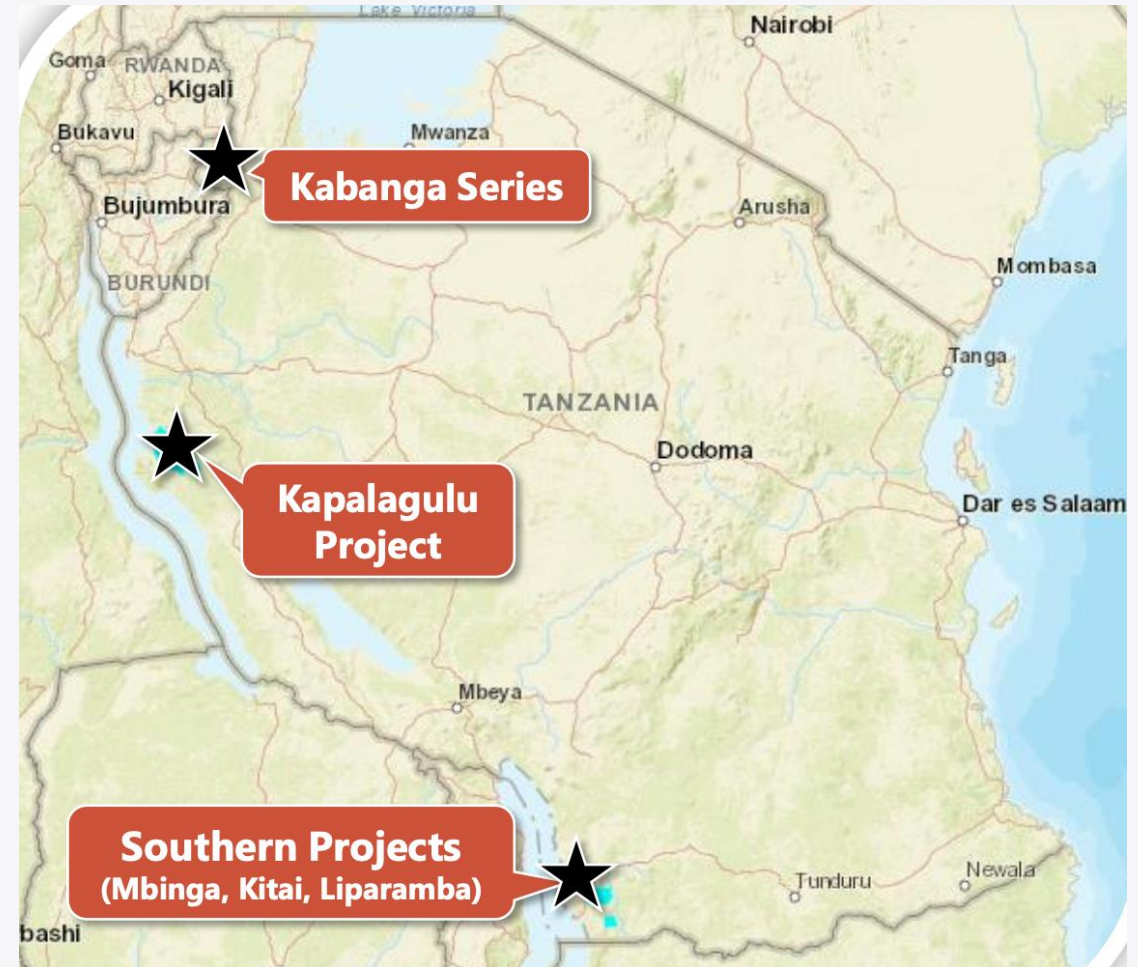 Lake Victoria
Nairobi
Goma
RWANDA
Kigali
Bukavu
Mwanza
Kabanga Series
Bujumbura
Arusha
BURUNDI
Mombasa
Tanga
TANZANIA
Dodoma
Kapalagulu
Project
Dar es Salaam
Mbeya
Southern Projects
(Mbinga, Kitai, Liparamba)
Newala
Tunduru
bashi